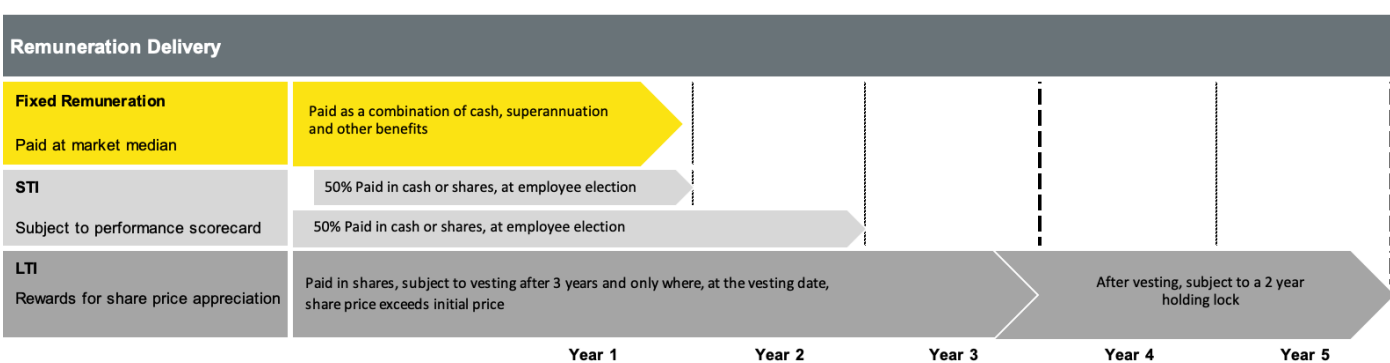 Remuneration Delivery
Fixed Remuneration
Paid at market median
Paid as a combination of cash, superannuation
and other benefits
STI
Subject to performance scorecard
50% Paid in cash or shares, at employee election
50% Paid in cash or shares, at employee election
LTI
Rewards for share price appreciation
Paid in shares, subject to vesting after 3 years and only where, at the vesting date,
share price exceeds initial price
After vesting, subject to a 2 year
holding lock
Year 1
Year 2
Year 3
Year 4
Year 5